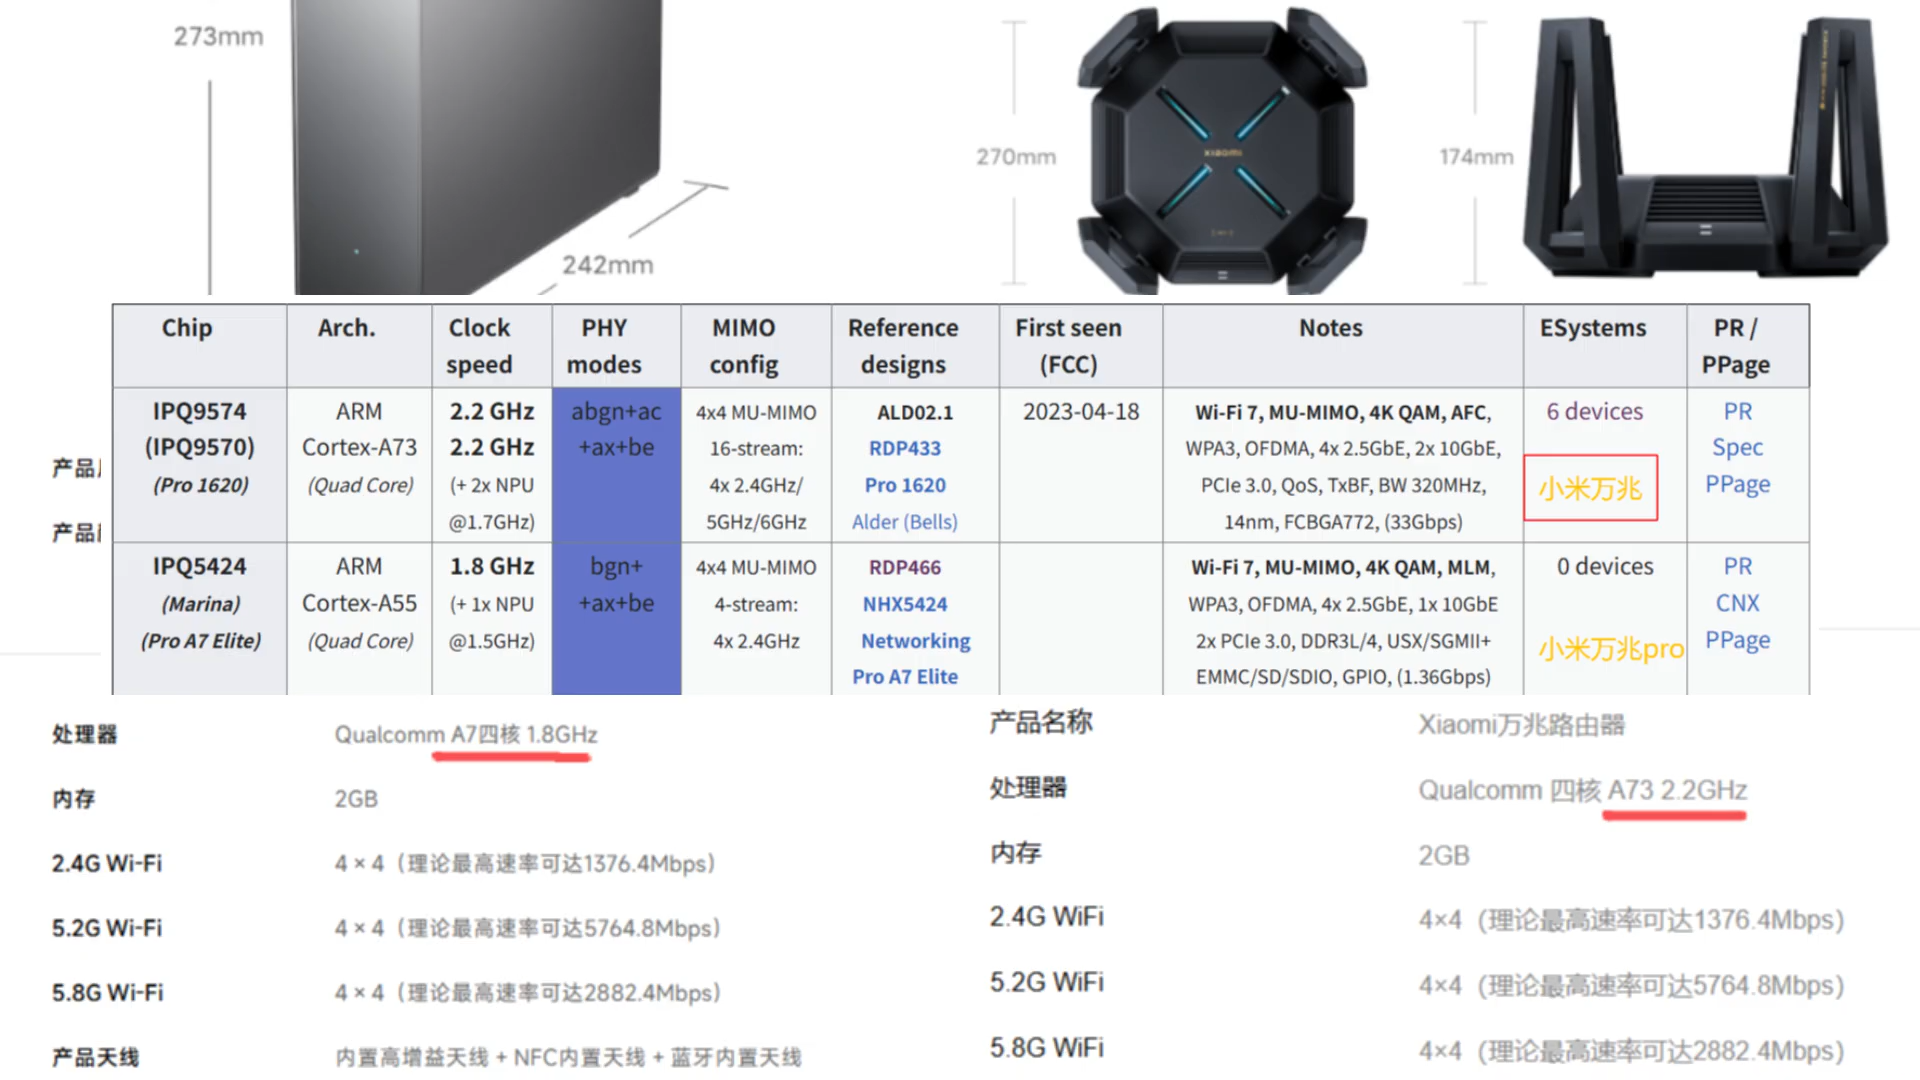 273mm
242mm
270mm
xiaomi
174mm
Chip Arch. Clock speed PHY modes MIMO config Reference designs First seen (FCC) Notes ESystems PR / PPage
IPQ9574 ARM 2.2 GHz abgn+ac 4x4 MU-MIMO ALD02.1 2023-04-18 Wi-Fi 7, MU-MIMO, 4K QAM, AFC, 6 devices PR
(IPQ9570) Cortex-A73 2.2 GHz +ax+be 16-stream: RDP433 WPA3, OFDMA, 4x 2.5GbE, 2x 10GbE, Spec
(Pro 1620) (Quad Core) (+ 2x NPU 4x 2.4GHz/ Pro 1620 PCIe 3.0, QoS, TxBF, BW 320MHz, 小米万兆 PPage
@1.7GHz) 5GHz/6GHz Alder (Bells) 14nm, FCBGA772, (33Gbps)
IPQ5424 ARM 1.8 GHz bgn+ 4x4 MU-MIMO RDP466 Wi-Fi 7, MU-MIMO, 4K QAM, MLM, 0 devices PR
(Marina) Cortex-A55 (+ 1x NPU +ax+be 4-stream: NHX5424 WPA3, OFDMA, 4x 2.5GbE, 1x 10GbE CNX
(Pro A7 Elite) (Quad Core) @1.5GHz) 4x 2.4GHz Networking 2x PCIe 3.0, DDR3L/4, USX/SGMII+ 小米万兆pro PPage
Pro A7 Elite EMMC/SD/SDIO, GPIO, (1.36Gbps)
产品
产品
处理器 Qualcomm A7四核 1.8GHz
内存 2GB
2.4G Wi-Fi 4 × 4（理论最高速率可达1376.4Mbps）
5.2G Wi-Fi 4 × 4（理论最高速率可达5764.8Mbps）
5.8G Wi-Fi 4 × 4（理论最高速率可达2882.4Mbps）
产品天线 内置高增益天线 + NFC内置天线 + 蓝牙内置天线
产品名称 Xiaomi万兆路由器
处理器 Qualcomm 四核 A73 2.2GHz
内存 2GB
2.4G WiFi 4×4（理论最高速率可达1376.4Mbps）
5.2G WiFi 4×4（理论最高速率可达5764.8Mbps）
5.8G WiFi 4×4（理论最高速率可达2882.4Mbps）